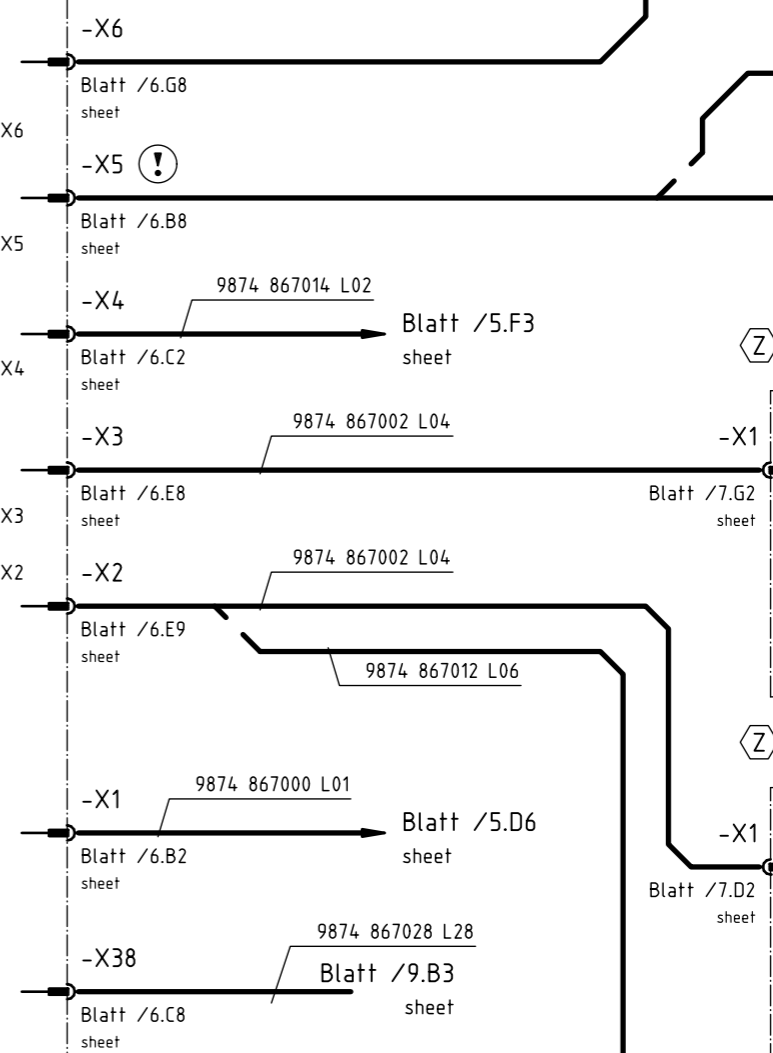 -X6
Blatt /6.G8
sheet
X6
-X5 !
Blatt /6.B8
sheet
X5
9874 867014 L02
-X4
Blatt /5.F3
sheet
Blatt /6.C2
sheet
X4
Z
9874 867002 L04
-X3
-X1
Blatt /6.E8
sheet
Blatt /7.G2
sheet
X3
9874 867002 L04
X2
-X2
Blatt /6.E9
sheet
9874 867012 L06
Z
9874 867000 L01
-X1
Blatt /5.D6
sheet
-X1
Blatt /6.B2
sheet
Blatt /7.D2
sheet
9874 867028 L28
-X38
Blatt /9.B3
sheet
Blatt /6.C8
sheet